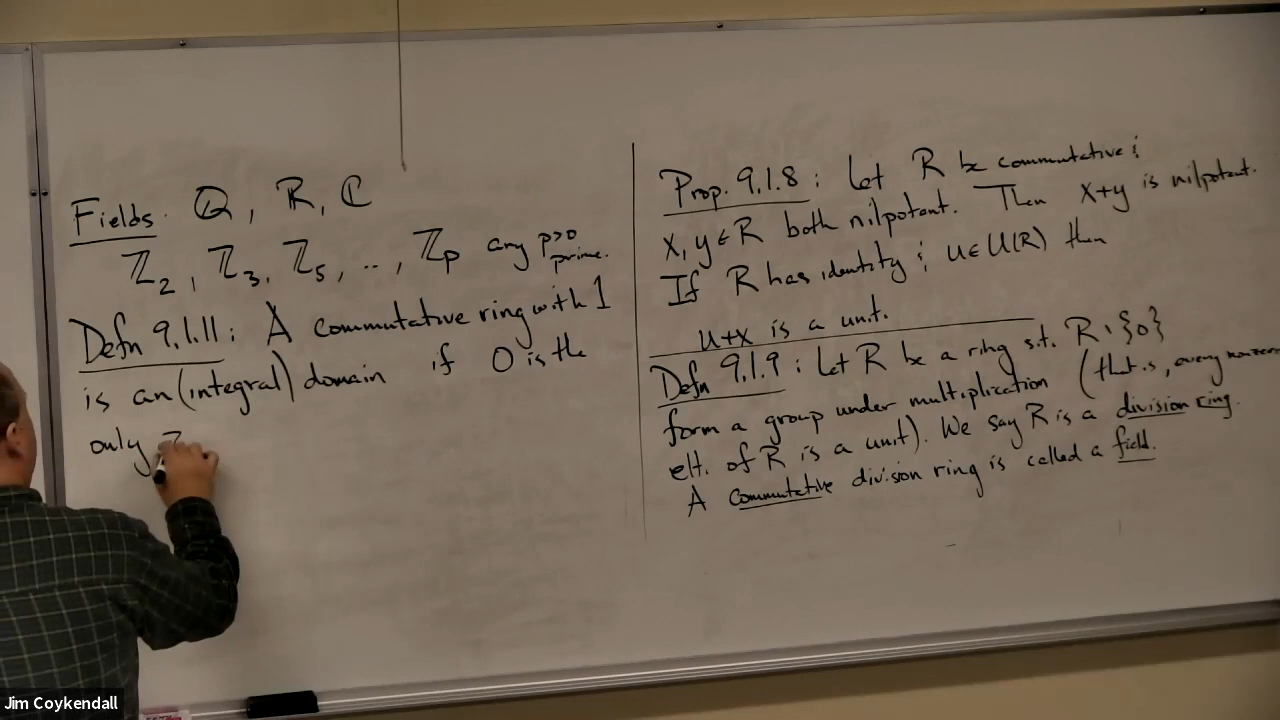 Fields. ℚ, ℝ, ℂ
ℤ₂, ℤ₃, ℤ₅, .., ℤₚ any p>0 prime.
Defn 9.1.11: A commutative ring with 1
is an (integral) domain if 0 is the
only
Prop. 9.1.8: Let R be commutative &
x, y ∈ R both nilpotent. Then x+y is nilpotent.
If R has identity & u ∈ U(R) then
u+x is a unit.
Defn 9.1.9: Let R be a ring s.t. R \ {0}
form a group under multiplication (that is, every nonzero
elt. of R is a unit). We say R is a division ring.
A commutative division ring is called a field.
Jim Coykendall